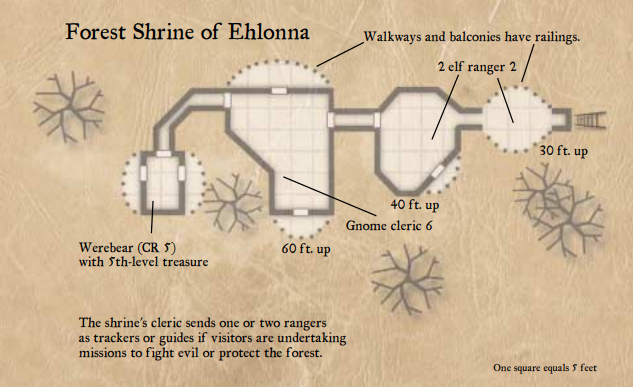 Forest Shrine of Ehlonna
Walkways and balconies have railings.
2 elf ranger 2
30 ft. up
40 ft. up
Gnome cleric 6
60 ft. up
Werebear (CR 5)
with 5th-level treasure
The shrine's cleric sends one or two rangers
as trackers or guides if visitors are undertaking
missions to fight evil or protect the forest.
One square equals 5 feet